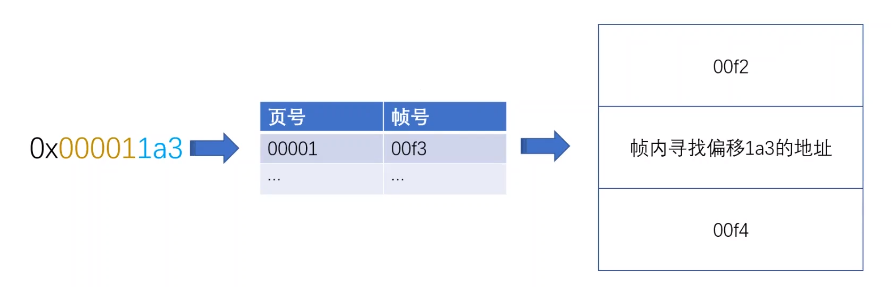 0x000011a3
页号 帧号
00001 00f3
... ...
00f2
帧内寻找偏移1a3的地址
00f4